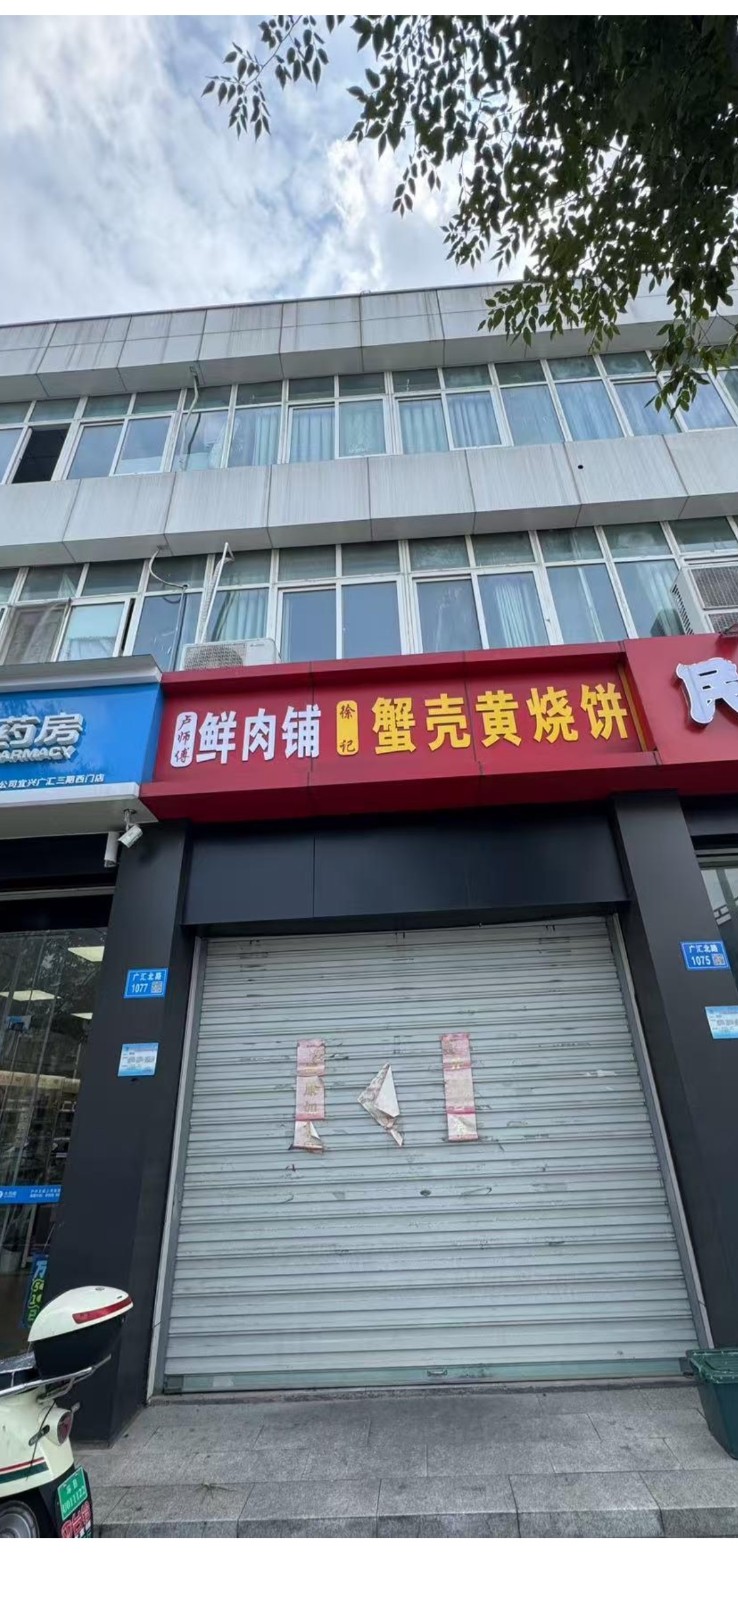 药房
ARMACY
公司宜兴广汇三期西门店
卢师傅
鲜肉铺
徐记
蟹壳黄烧饼
民
广汇北路
1077
广汇北路
1075